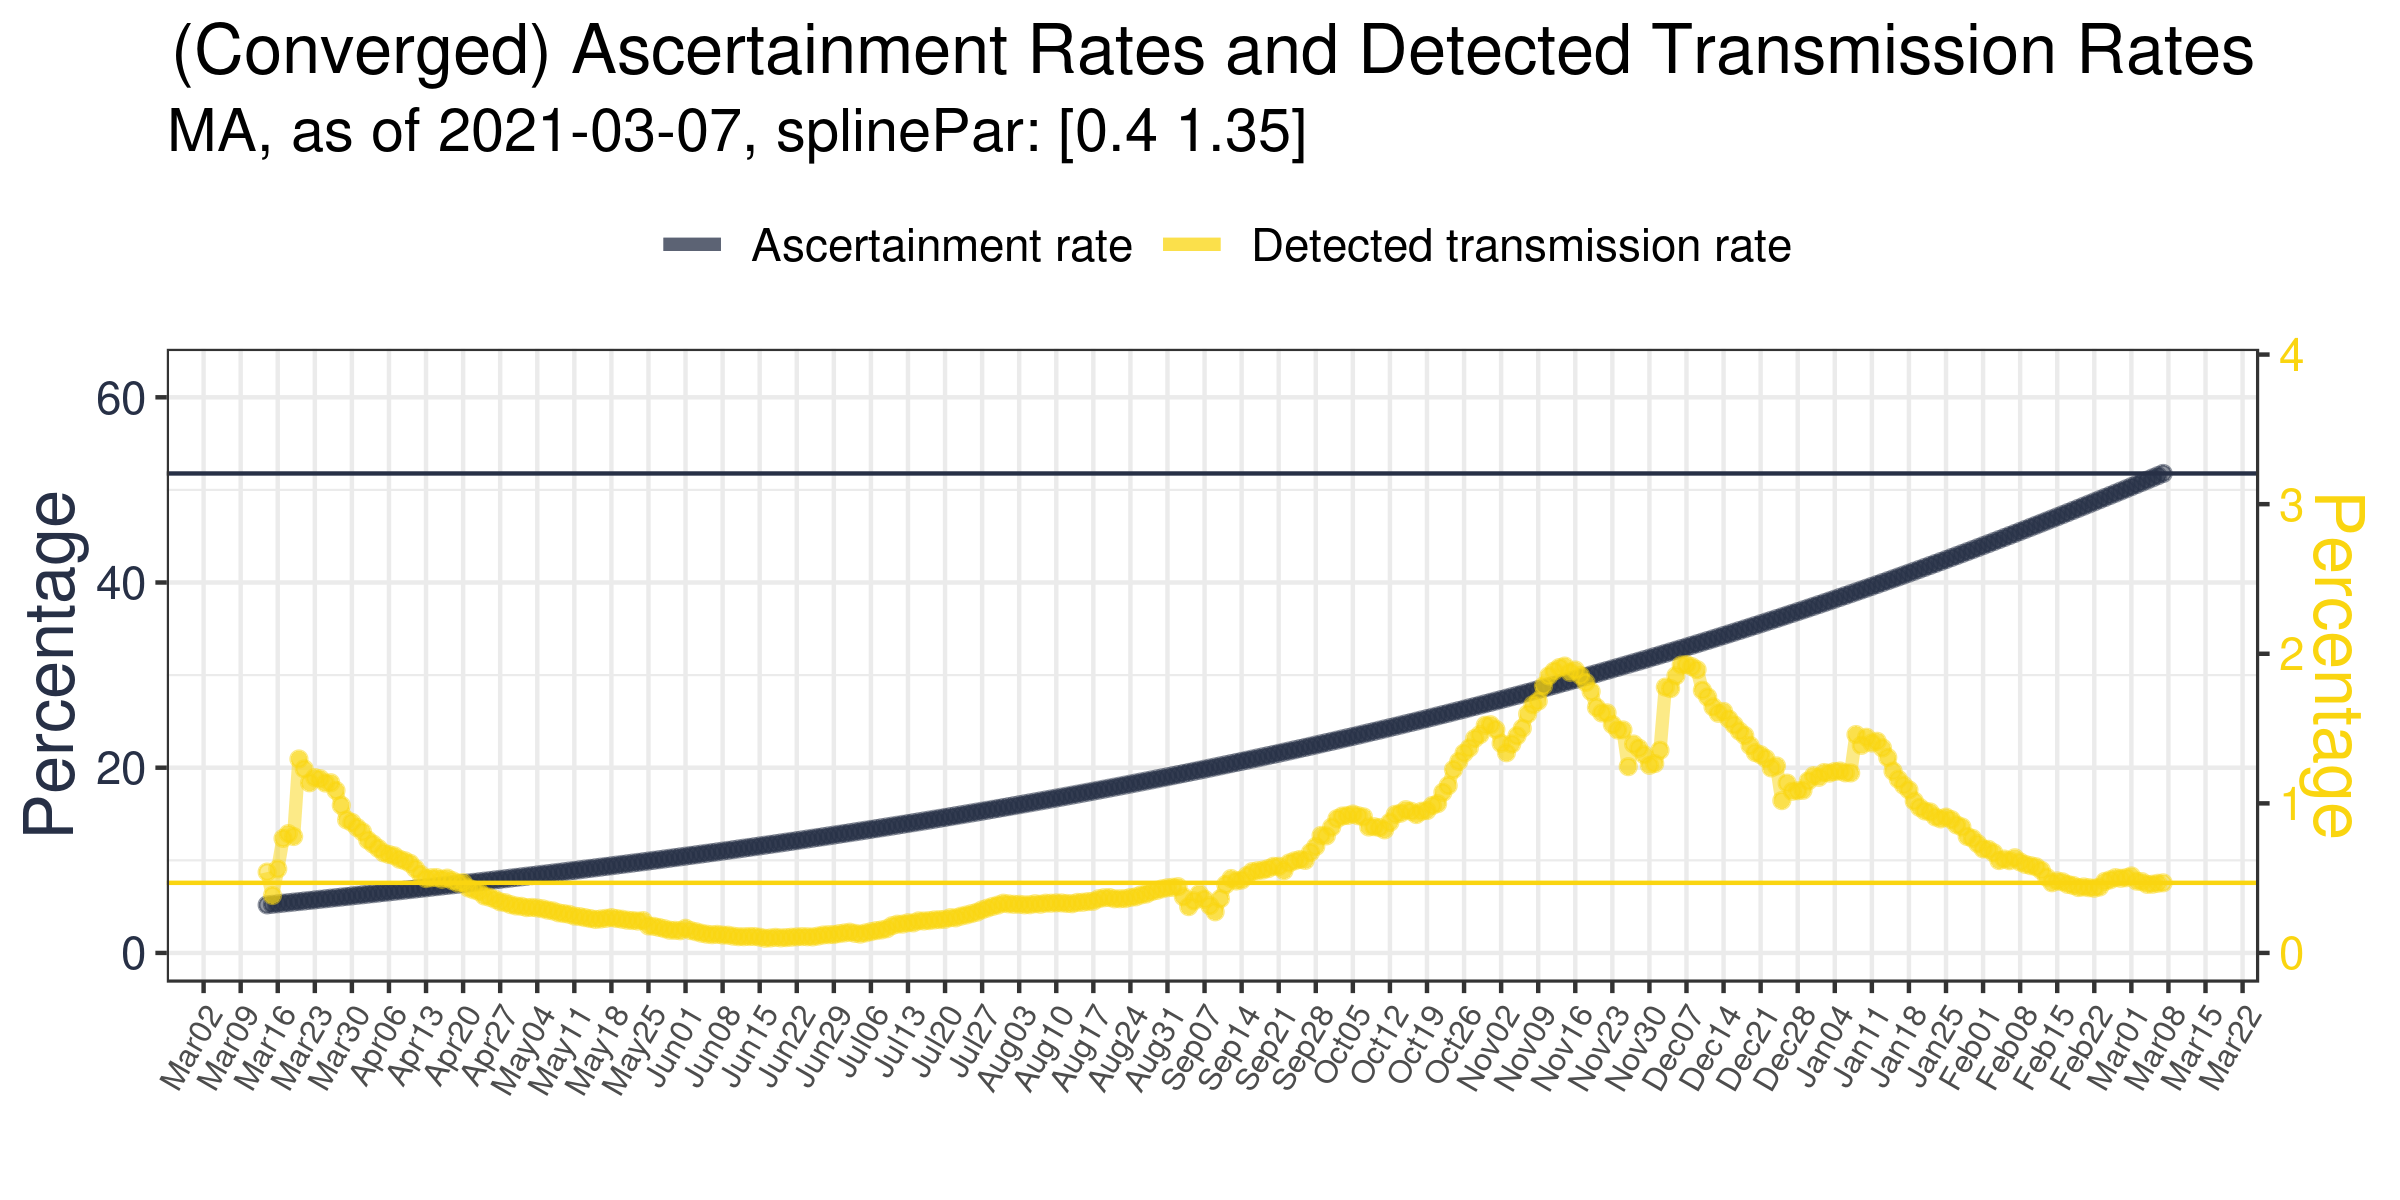 (Converged) Ascertainment Rates and Detected Transmission Rates
MA, as of 2021-03-07, splinePar: [0.4 1.35]
Ascertainment rate
Detected transmission rate
Percentage
60
40
20
0
4
3
2
1
0
Percentage
Mar02
Mar09
Mar16
Mar23
Mar30
Apr06
Apr13
Apr20
Apr27
May04
May11
May18
May25
Jun01
Jun08
Jun15
Jun22
Jun29
Jul06
Jul13
Jul20
Jul27
Aug03
Aug10
Aug17
Aug24
Aug31
Sep07
Sep14
Sep21
Sep28
Oct05
Oct12
Oct19
Oct26
Nov02
Nov09
Nov16
Nov23
Nov30
Dec07
Dec14
Dec21
Dec28
Dec04
Jan11
Jan18
Jan25
Feb01
Feb08
Feb15
Feb22
Mar01
Mar08
Mar15
Mar22